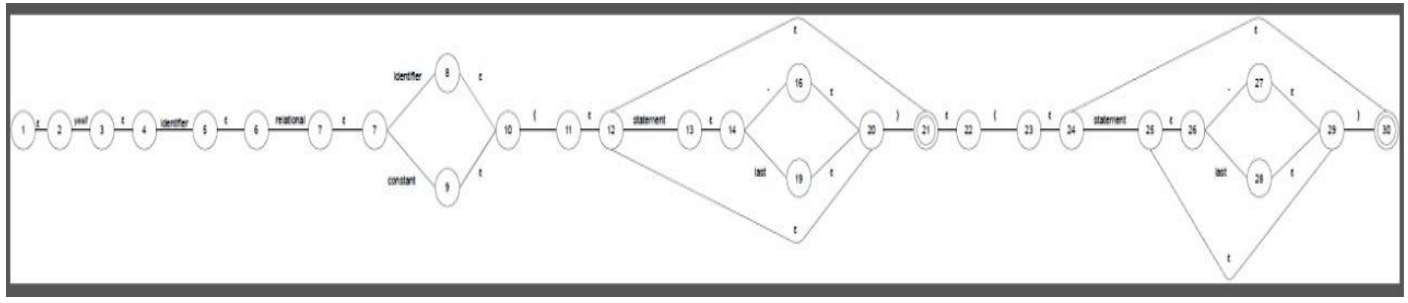 ε
ε
identifier
ε
.
ε
.
ε
1
ε
2
yesif
3
ε
4
identifier
5
ε
6
relational
7
ε
7
8
9
10
{
11
ε
12
statement
13
ε
14
16
19
20
}
21
ε
22
{
23
ε
24
statement
25
ε
26
27
28
29
}
30
constant
ε
last
ε
last
ε
ε
ε